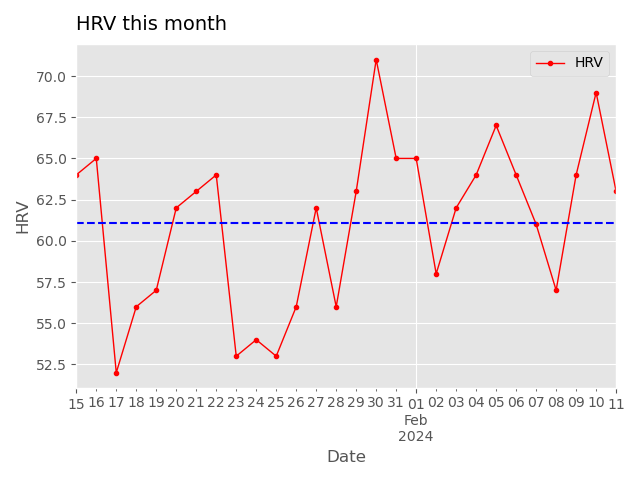 HRV this month
HRV
70.0
67.5
65.0
62.5
60.0
57.5
55.0
52.5
HRV
15 16 17 18 19 20 21 22 23 24 25 26 27 28 29 30 31 01 02 03 04 05 06 07 08 09 10 11
Feb
2024
Date